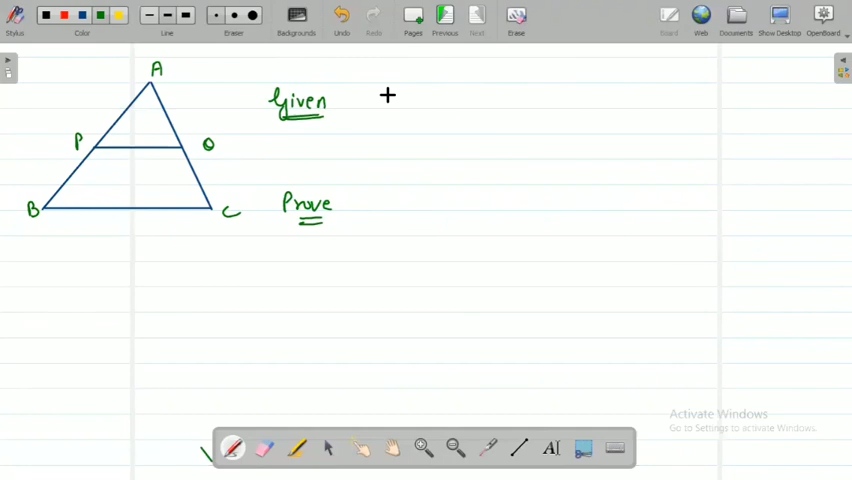 Stylus
Color
Line
Eraser
Backgrounds
Undo
Redo
Pages
Previous
Next
Erase
Board
Web
Documents
Show Desktop
OpenBoard
A
Given
P
Q
B
C
Prove
Activate Windows
Go to Settings to activate Windows.